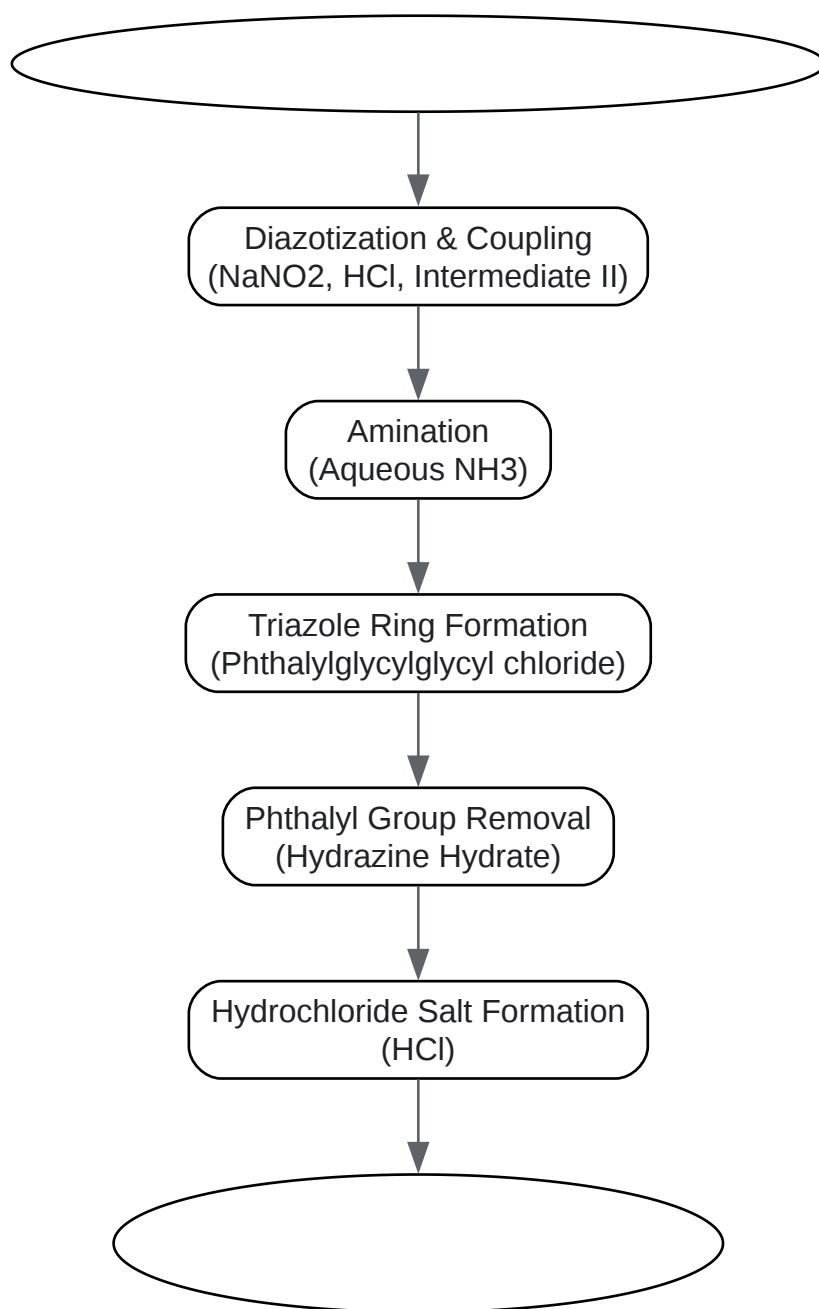 Diazotization & Coupling
(NaNO2, HCl, Intermediate II)
Amination
(Aqueous NH3)
Triazole Ring Formation
(Phthalylglycylglycyl chloride)
Phthalyl Group Removal
(Hydrazine Hydrate)
Hydrochloride Salt Formation
(HCl)